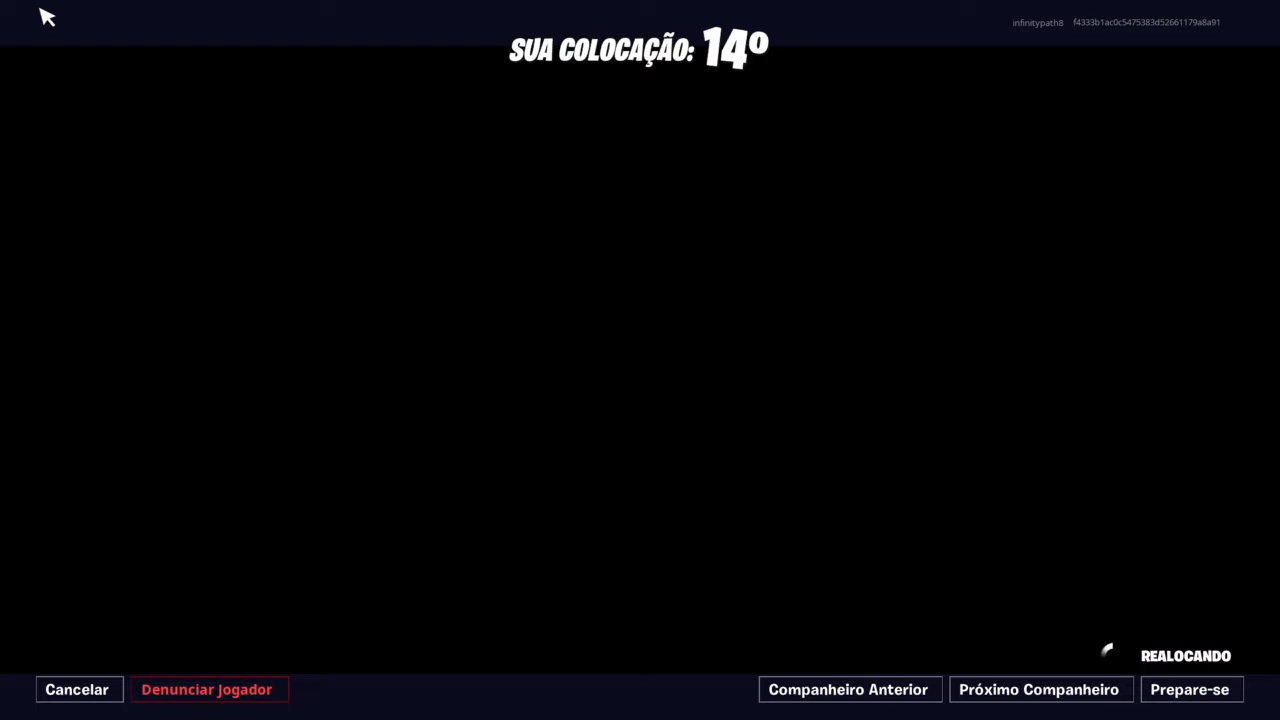 infinitypath8 f4333b1ac0c5475383d52661179a8a91
SUA COLOCAÇÃO: 14º
REALOCANDO
Cancelar
Denunciar Jogador
Companheiro Anterior
Próximo Companheiro
Prepare-se